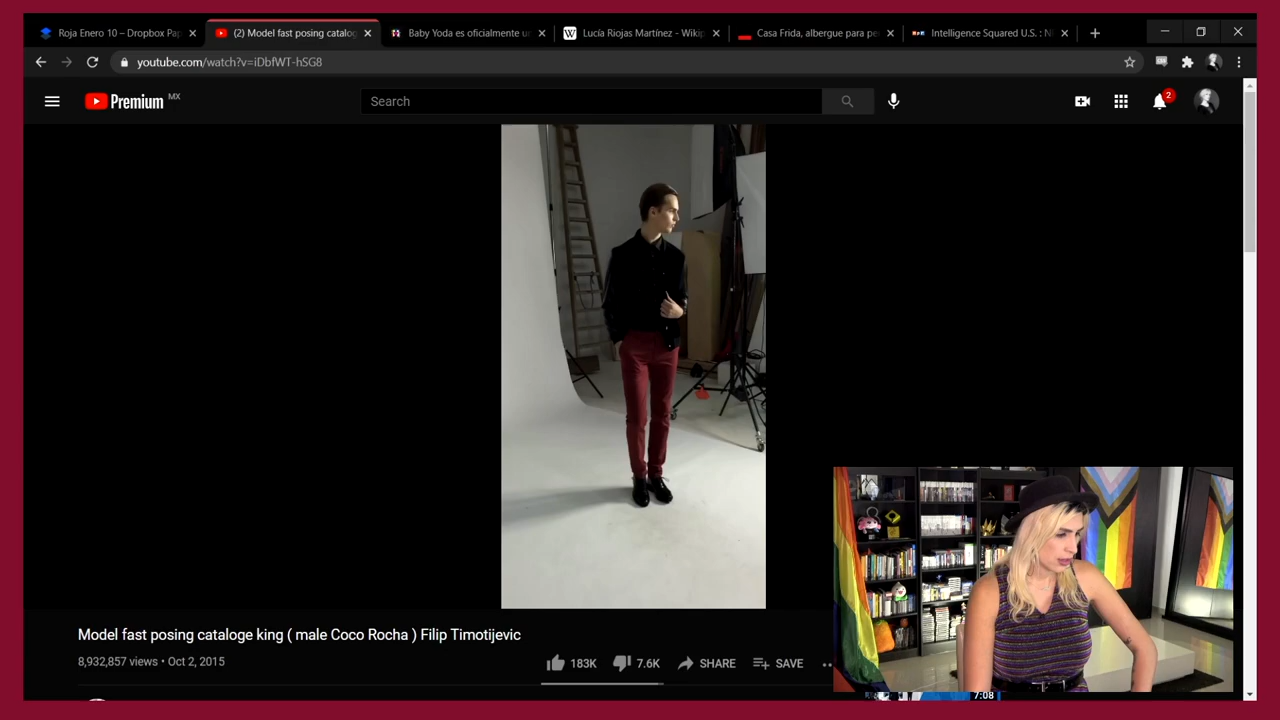 Roja Enero 10 – Dropbox Pap
(2) Model fast posing catalog
Baby Yoda es oficialmente u
Lucía Riojas Martínez - Wikip
Casa Frida, albergue para pe
Intelligence Squared U.S. : N
youtube.com/watch?v=iDbfWT-hSG8
Premium MX
Search
2
Model fast posing cataloge king ( male Coco Rocha ) Filip Timotijevic
8,932,857 views • Oct 2, 2015
183K
7.6K
SHARE
SAVE
7:08